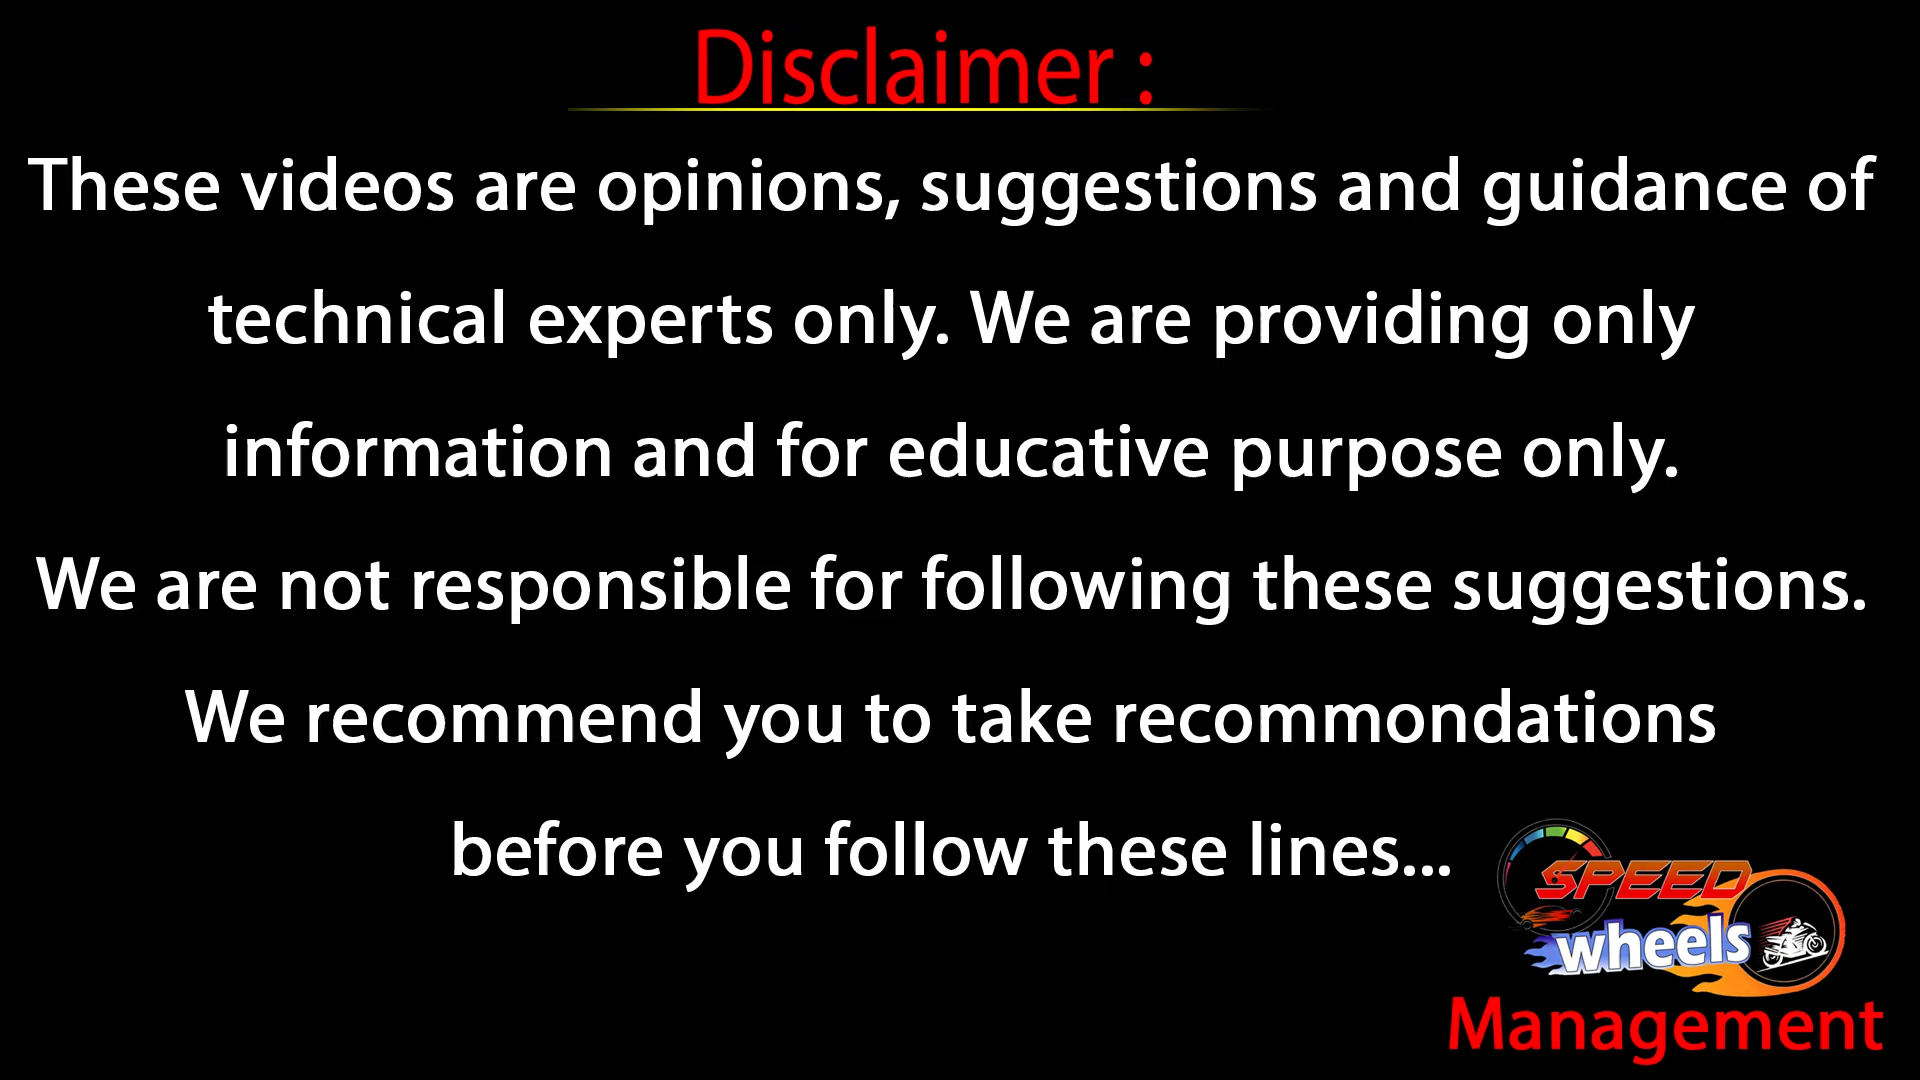 Disclaimer :
These videos are opinions, suggestions and guidance of
technical experts only. We are providing only
information and for educative purpose only.
We are not responsible for following these suggestions.
We recommend you to take recommondations
before you follow these lines...
SPEED
wheels
Management